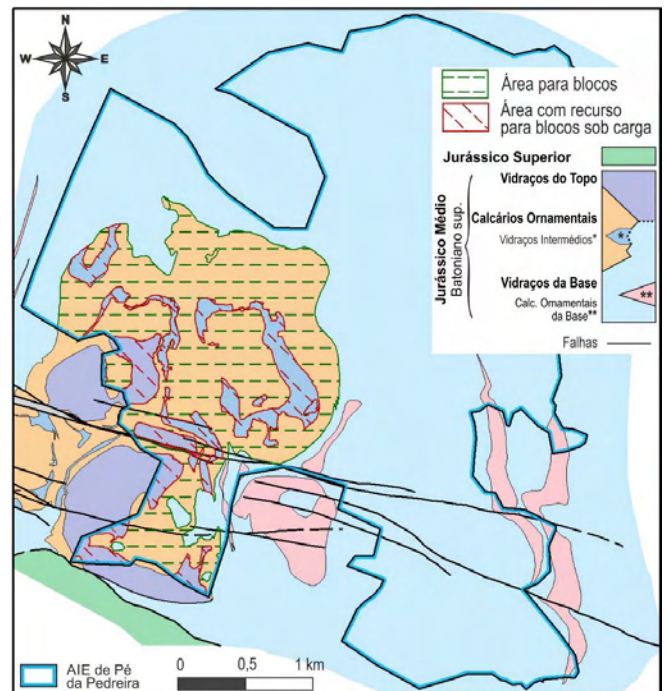 N
W E
S
Área para blocos
Área com recurso
para blocos sob carga
Jurássico Superior
Jurássico Médio
Batoniano sup.
Vidraços do Topo
Calcários Ornamentais
Vidraços Intermédios*
*
Vidraços da Base
Calc. Ornamentais
da Base**
**
Falhas
AIE de Pé
da Pedreira
0 0,5 1 km